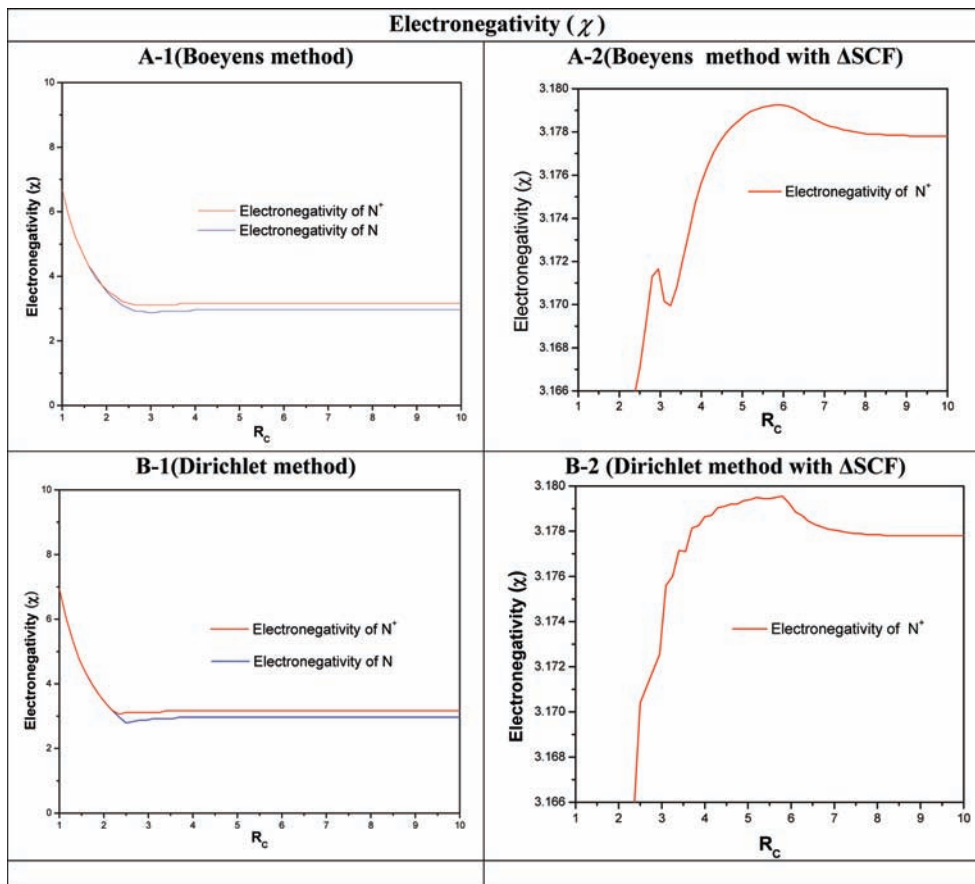 Electronegativity (χ)
A-1(Boeyens method)
Electronegativity (χ)
10
8
6
4
2
0
Electronegativity of N⁺
Electronegativity of N
1 2 3 4 5 6 7 8 9 10
R_C
A-2(Boeyens method with ΔSCF)
Electronegativity (χ)
3.180
3.178
3.176
3.174
3.172
3.170
3.168
3.166
Electronegativity of N⁺
1 2 3 4 5 6 7 8 9 10
R_C
B-1(Dirichlet method)
Electronegativity (χ)
10
8
6
4
2
0
Electronegativity of N⁺
Electronegativity of N
1 2 3 4 5 6 7 8 9 10
R_C
B-2 (Dirichlet method with ΔSCF)
Electronegativity (χ)
3.180
3.178
3.176
3.174
3.172
3.170
3.168
3.166
Electronegativity of N⁺
1 2 3 4 5 6 7 8 9 10
R_C